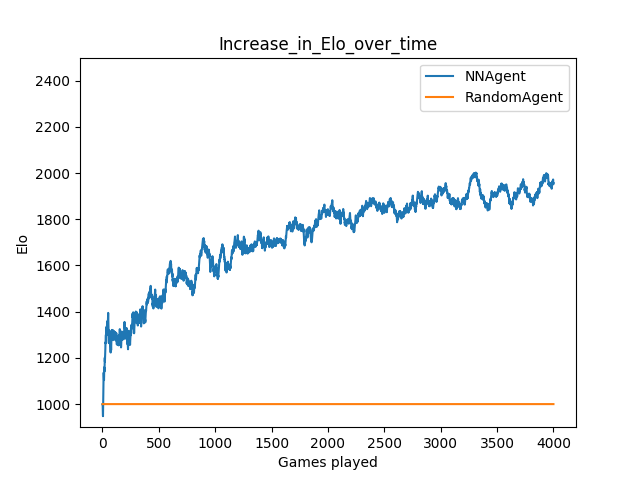 Increase_in_Elo_over_time
NNAgent
RandomAgent
2400
2200
2000
1800
1600
1400
1200
1000
Elo
0 500 1000 1500 2000 2500 3000 3500 4000
Games played